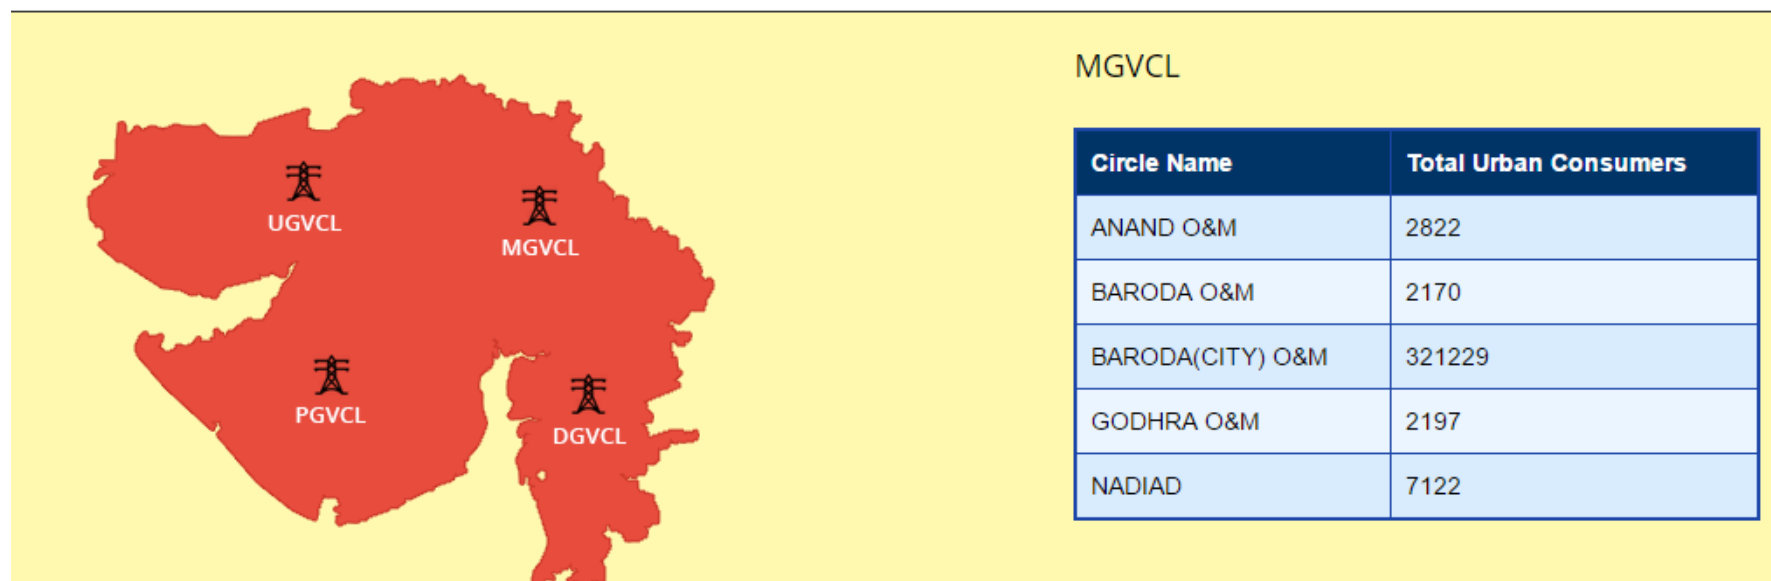 MGVCL
UGVCL
MGVCL
PGVCL
DGVCL
Circle Name Total Urban Consumers
ANAND O&M 2822
BARODA O&M 2170
BARODA(CITY) O&M 321229
GODHRA O&M 2197
NADIAD 7122